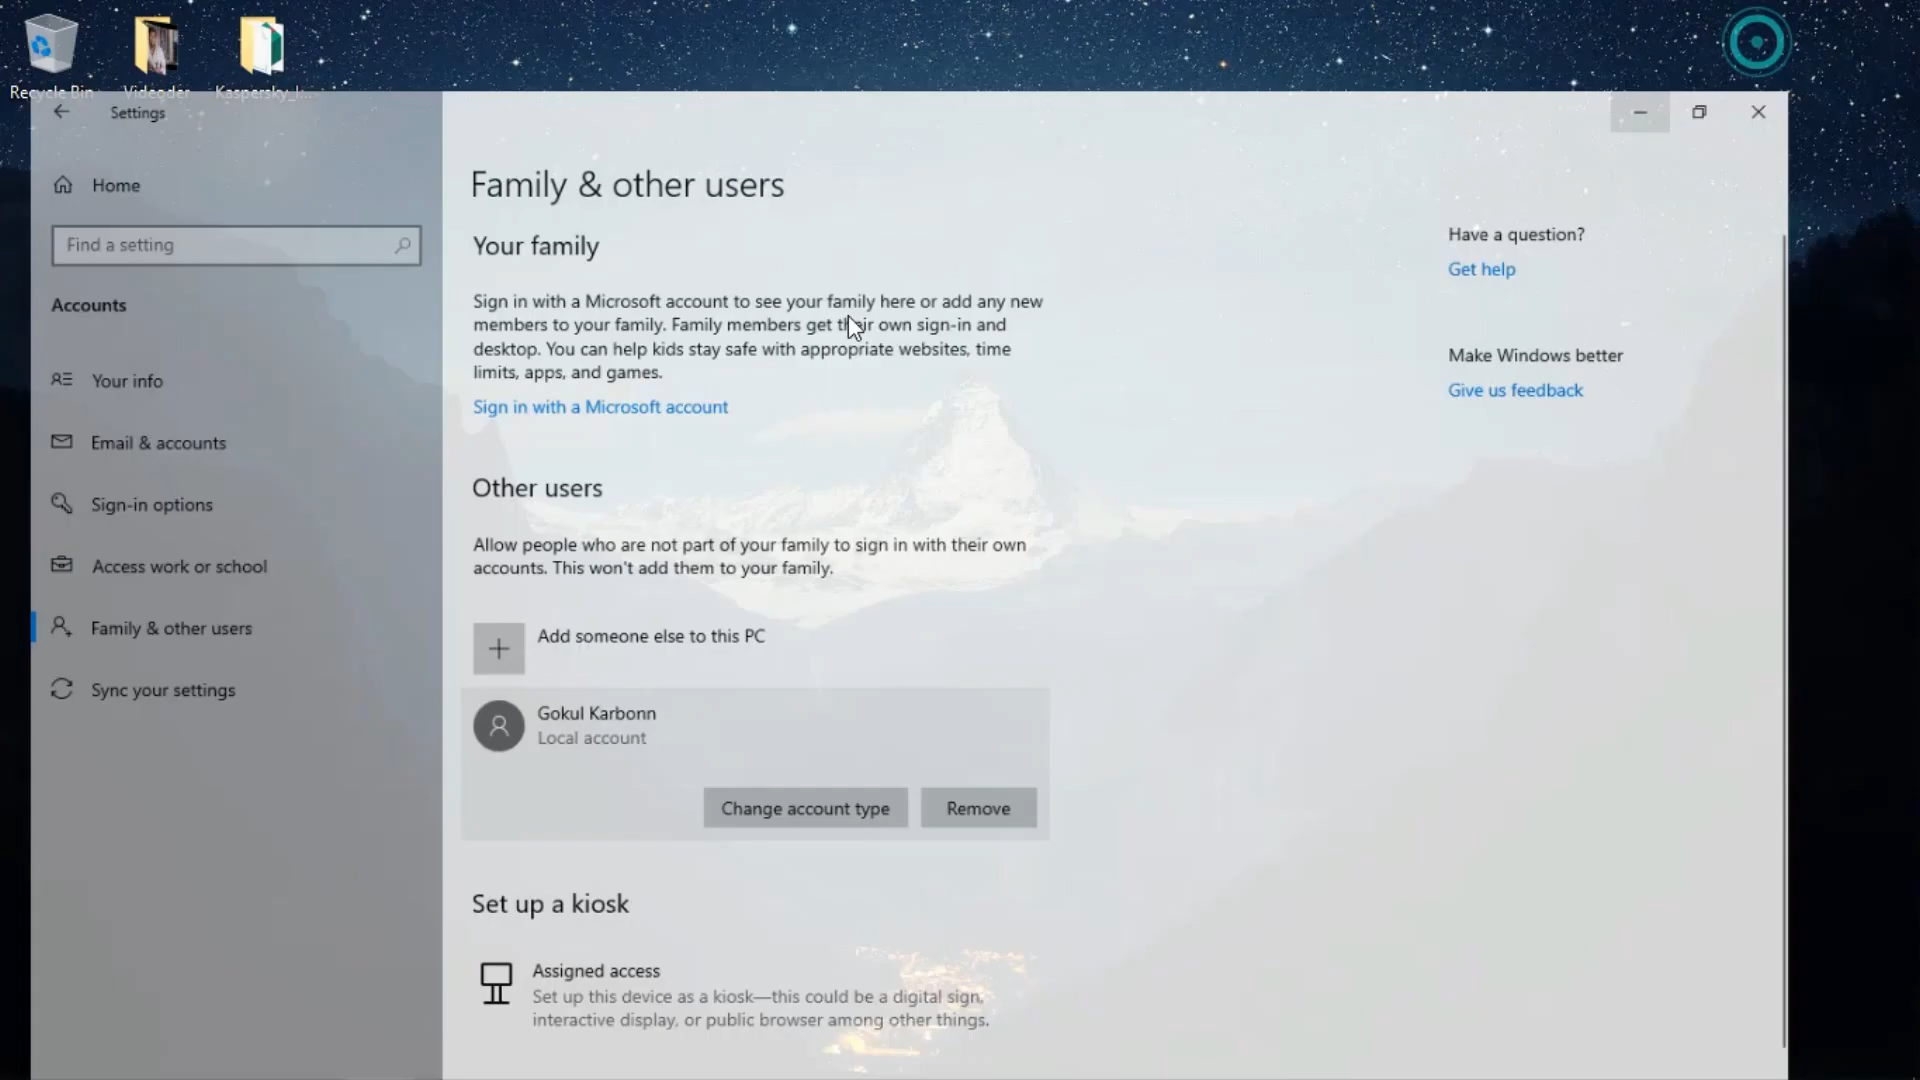 Recycle Bin
Videoder
Kaspersky_I...
Settings
Home
Find a setting
Accounts
Your info
Email & accounts
Sign-in options
Access work or school
Family & other users
Sync your settings
Family & other users
Your family
Sign in with a Microsoft account to see your family here or add any new
members to your family. Family members get their own sign-in and
desktop. You can help kids stay safe with appropriate websites, time
limits, apps, and games.
Sign in with a Microsoft account
Other users
Allow people who are not part of your family to sign in with their own
accounts. This won't add them to your family.
Add someone else to this PC
Gokul Karbonn
Local account
Change account type
Remove
Set up a kiosk
Assigned access
Set up this device as a kiosk—this could be a digital sign,
interactive display, or public browser among other things.
Have a question?
Get help
Make Windows better
Give us feedback